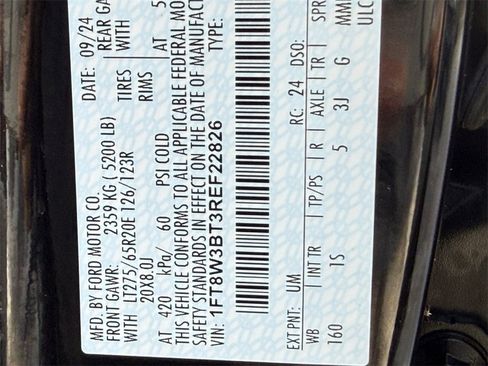 MFD. BY FORD MOTOR CO. DATE: 09/24
FRONT GAWR: 2359 KG ( 5200 LB) REAR GA
WITH LT275/65R20E 126/123R TIRES WITH
20X8.0J RIMS
AT 420 kPa/ 60 PSI COLD AT 5
THIS VEHICLE CONFORMS TO ALL APPLICABLE FEDERAL MO
SAFETY STANDARDS IN EFFECT ON THE DATE OF MANUFAC
VIN: 1FT8W3BT3REF22826 TYPE:
EXT PNT: UM RC: 24 DSO:
WB INT TR TP/PS R AXLE TR SPR
160 1S 5 3J G MMM
ULC